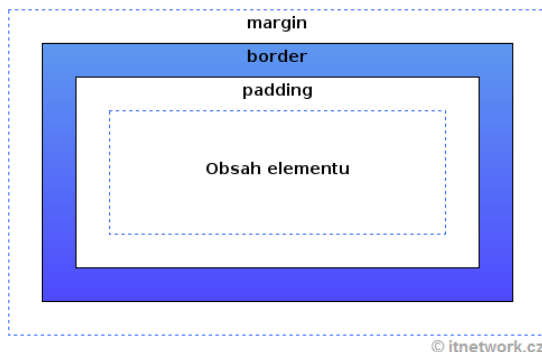 margin
border
padding
Obsah elementu
© itnetwork.cz